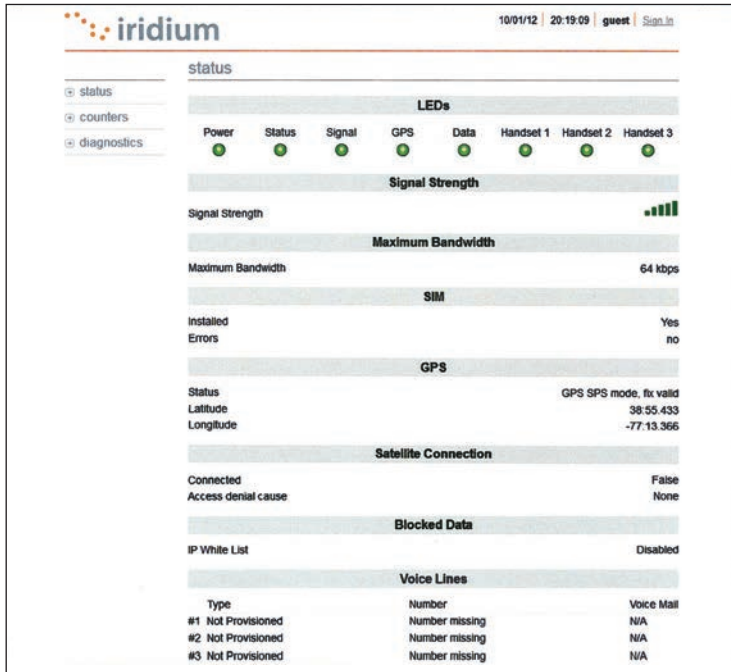 iridium
10/01/12 20:19:09 guest Sign In
status
status
counters
diagnostics
LEDs
Power Status Signal GPS Data Handset 1 Handset 2 Handset 3
Signal Strength
Signal Strength
Maximum Bandwidth
Maximum Bandwidth 64 kbps
SIM
Installed Yes
Errors no
GPS
Status GPS SPS mode, fix valid
Latitude 38:55.433
Longitude -77:13.366
Satellite Connection
Connected False
Access denial cause None
Blocked Data
IP White List Disabled
Voice Lines
Type Number Voice Mail
#1 Not Provisioned Number missing N/A
#2 Not Provisioned Number missing N/A
#3 Not Provisioned Number missing N/A